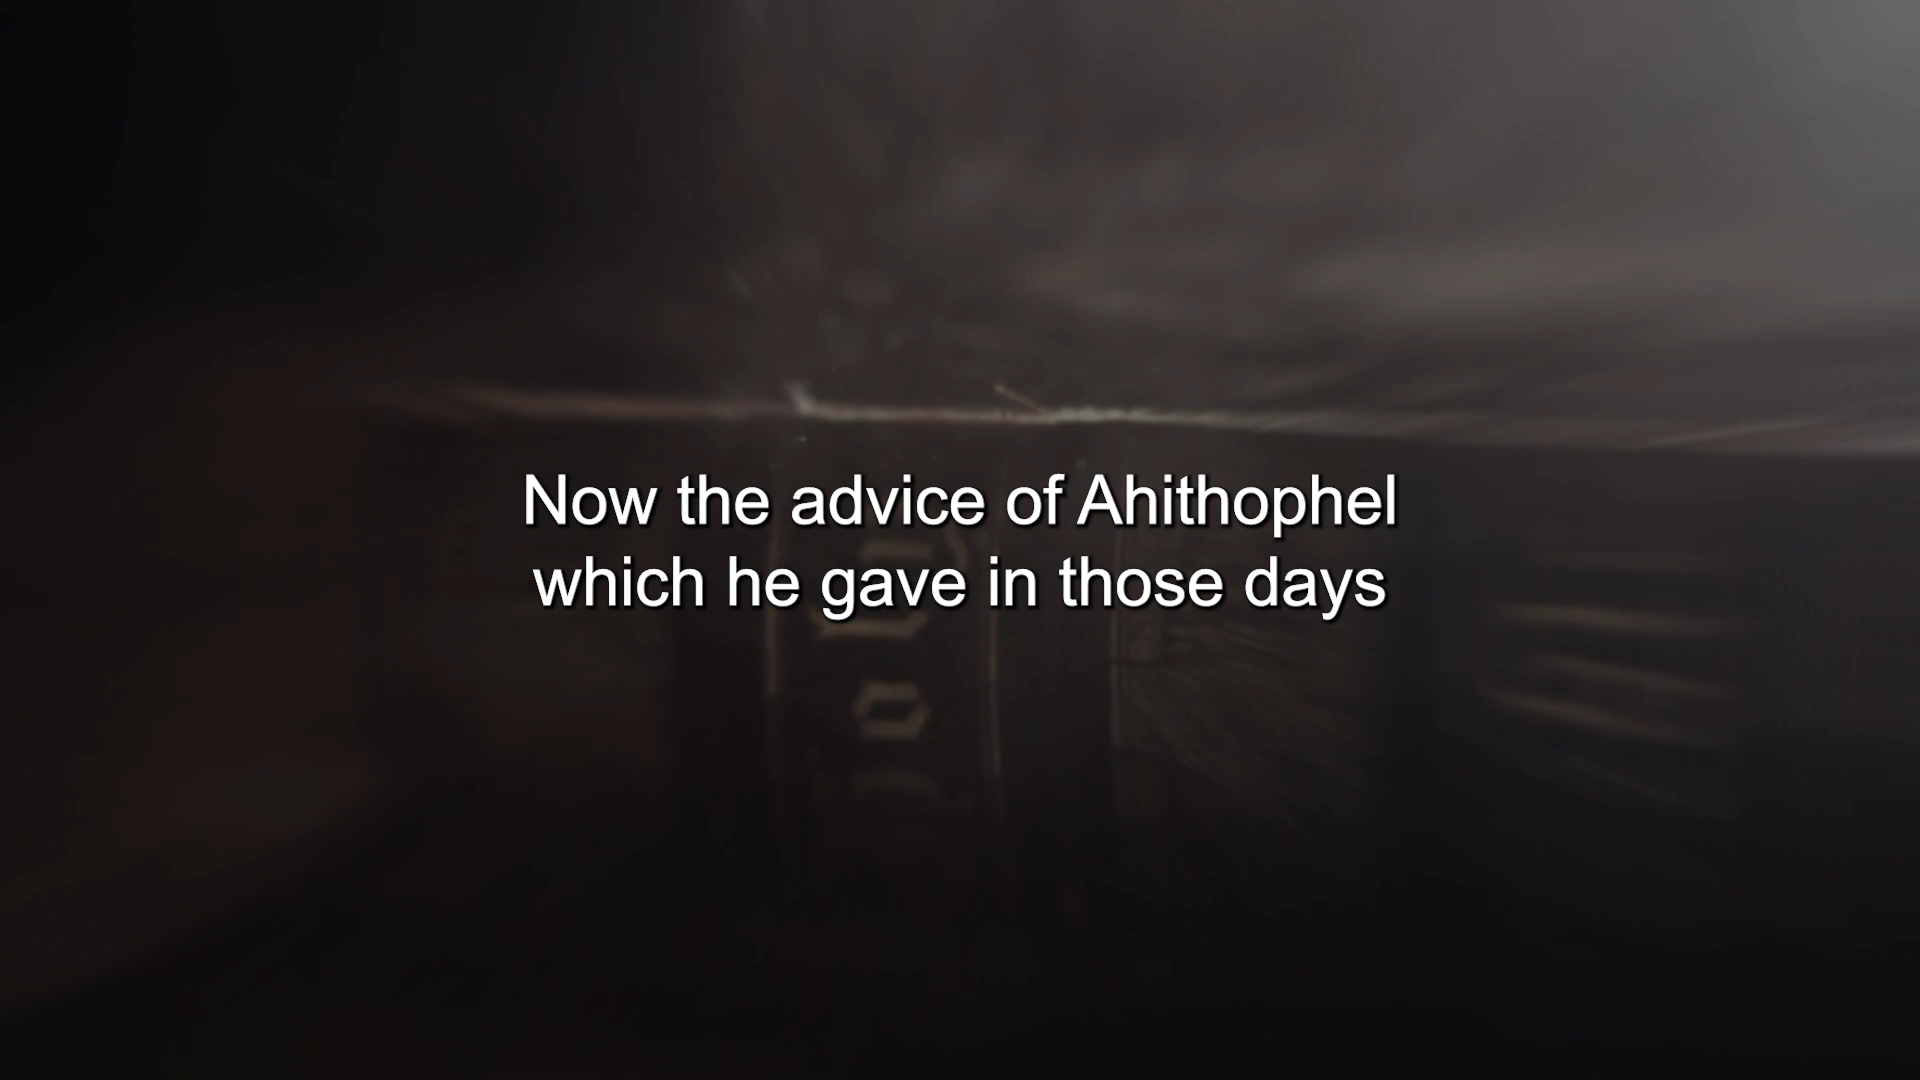 Now the advice of Ahithophel
which he gave in those days